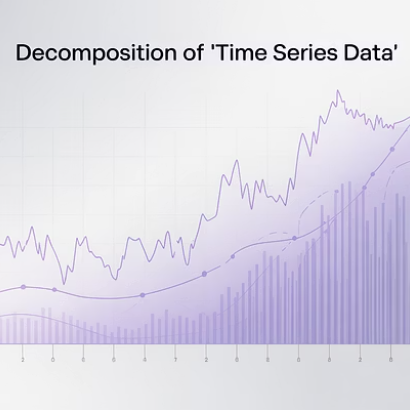 Decomposition of 'Time Series Data'